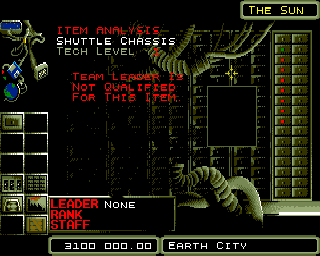 The Sun
Item Analysis
Shuttle Chassis
Tech Level
Team Leader
Not Qualified
For This Item
LEADER None
RANK
STAFF
3100 000.00
Earth City